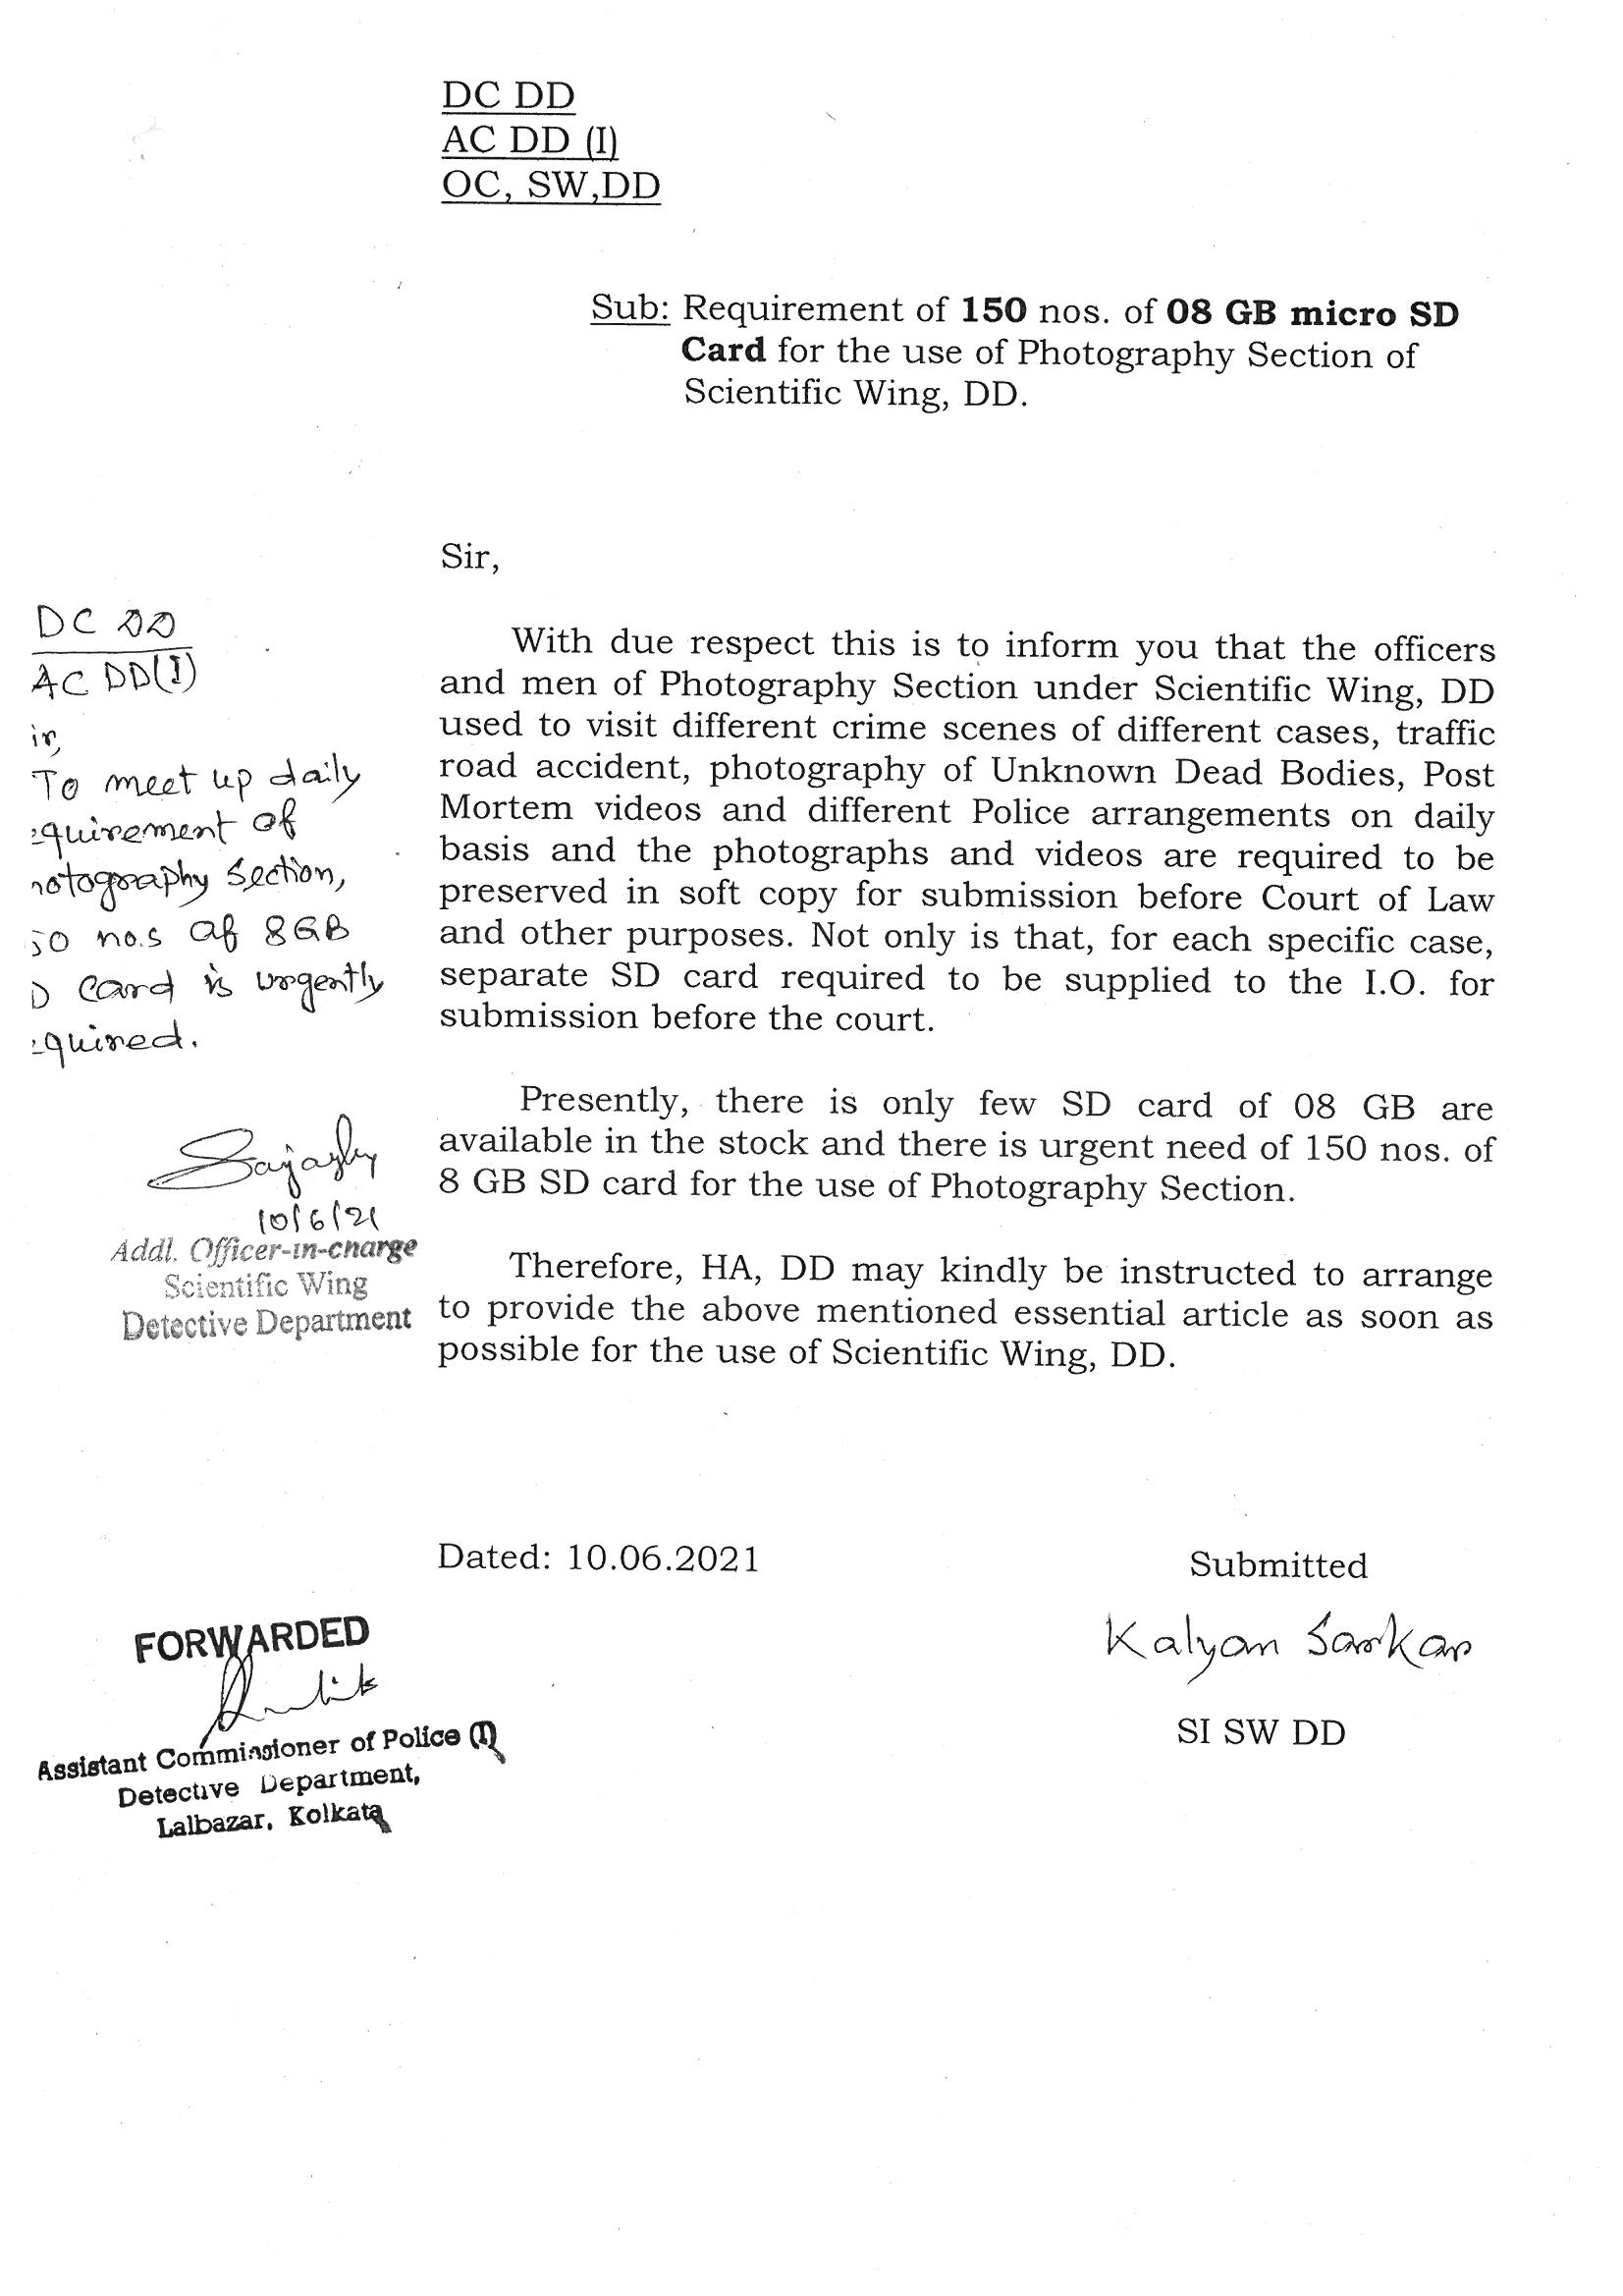 DC DD
AC DD (I)
OC, SW,DD
Sub: Requirement of 150 nos. of 08 GB micro SD
Card for the use of Photography Section of
Scientific Wing, DD.
Sir,
With due respect this is to inform you that the officers
and men of Photography Section under Scientific Wing, DD
used to visit different crime scenes of different cases, traffic
road accident, photography of Unknown Dead Bodies, Post
Mortem videos and different Police arrangements on daily
basis and the photographs and videos are required to be
preserved in soft copy for submission before Court of Law
and other purposes. Not only is that, for each specific case,
separate SD card required to be supplied to the I.O. for
submission before the court.
Presently, there is only few SD card of 08 GB are
available in the stock and there is urgent need of 150 nos. of
8 GB SD card for the use of Photography Section.
Therefore, HA, DD may kindly be instructed to arrange
to provide the above mentioned essential article as soon as
possible for the use of Scientific Wing, DD.
DC DD
AC DD(I)
ir,
To meet up daily
equirement of
hotography Section,
50 no.s of 8GB
D Card is urgently
equired.
10/6/21
Addl. Officer-in-charge
Scientific Wing
Detective Department
Dated: 10.06.2021
Submitted
Kalyan Sarkar
SI SW DD
FORWARDED
Assistant Commissioner of Police (I)
Detective Department,
Lalbazar, Kolkata